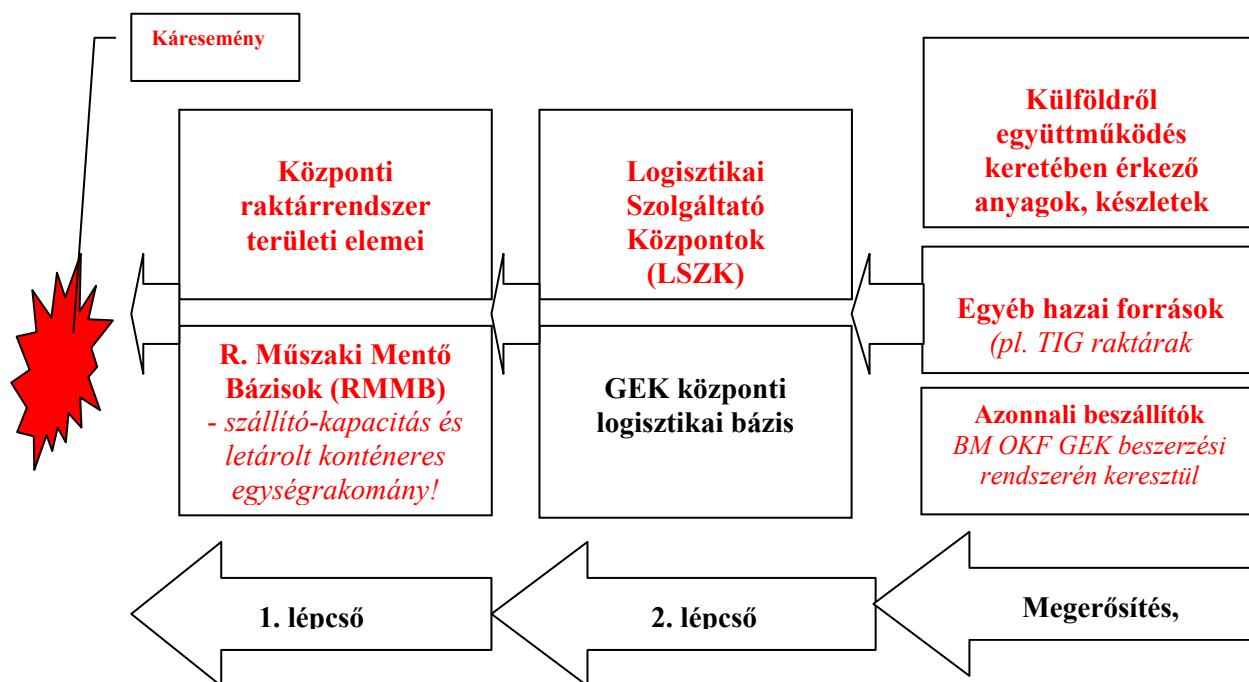 Káresemény
Központi
raktárrendszer
területi elemei
R. Műszaki Mentő
Bázisok (RMMB)
- szállító-kapacitás és
letárolt konténeres
egységrakomány!
Logisztikai
Szolgáltató
Központok
(LSZK)
GEK központi
logisztikai bázis
Külföldről
együttműködés
keretében érkező
anyagok, készletek
Egyéb hazai források
(pl. TIG raktárak
Azonnali beszállítók
BM OKF GEK beszerzési
rendszerén keresztül
1. lépcső
2. lépcső
Megerősítés,